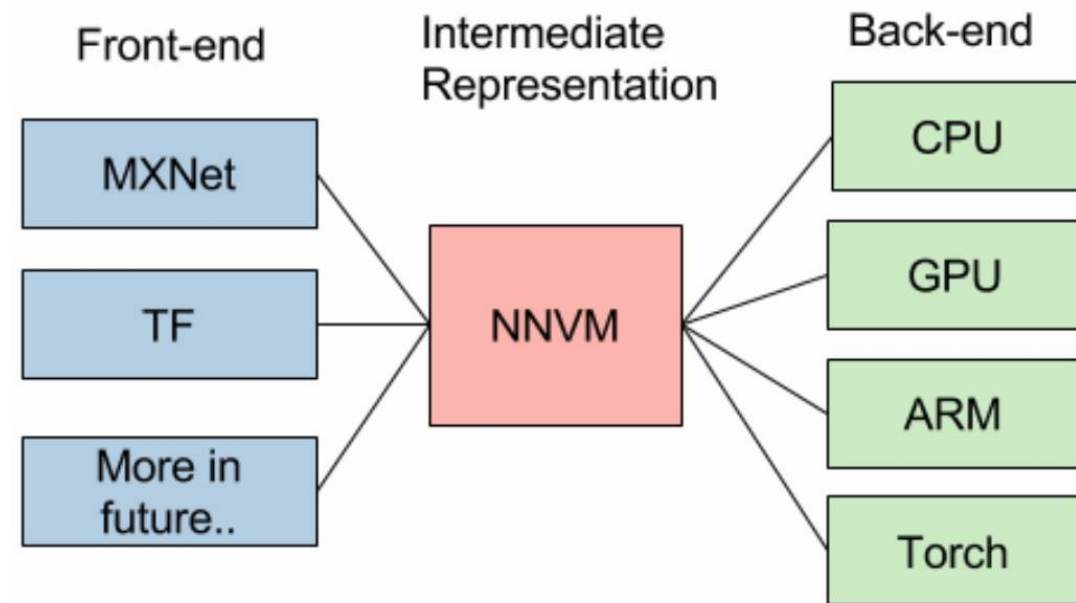 Front-end
Intermediate
Representation
Back-end
MXNet
TF
More in
future..
NNVM
CPU
GPU
ARM
Torch